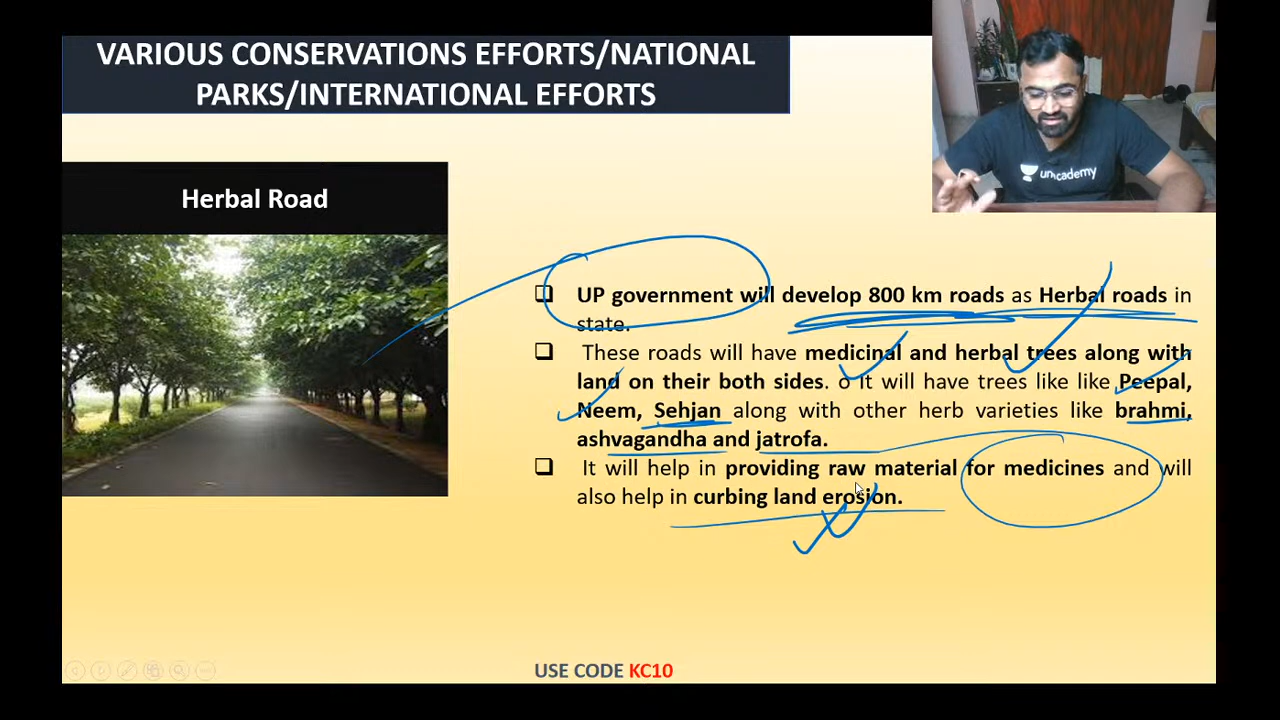 VARIOUS CONSERVATIONS EFFORTS/NATIONAL
PARKS/INTERNATIONAL EFFORTS
unacademy
Herbal Road
❑ UP government will develop 800 km roads as Herbal roads in
state.
❑ These roads will have medicinal and herbal trees along with
land on their both sides. o It will have trees like like Peepal,
Neem, Sehjan along with other herb varieties like brahmi,
ashvagandha and jatrofa.
❑ It will help in providing raw material for medicines and will
also help in curbing land erosion.
USE CODE KC10